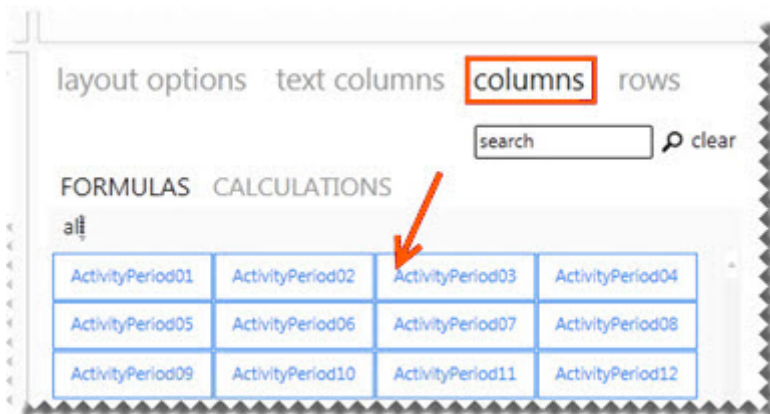 layout options text columns columns rows
search clear
FORMULAS CALCULATIONS
all
ActivityPeriod01 ActivityPeriod02 ActivityPeriod03 ActivityPeriod04
ActivityPeriod05 ActivityPeriod06 ActivityPeriod07 ActivityPeriod08
ActivityPeriod09 ActivityPeriod10 ActivityPeriod11 ActivityPeriod12